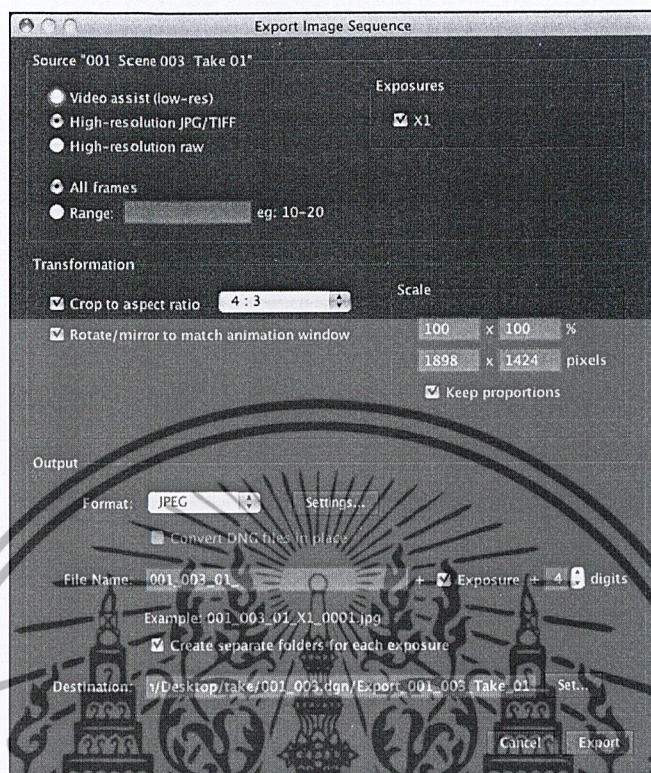 Export Image Sequence
Source "001 Scene 003 Take 01"
Video assist (low-res)
High-resolution JPG/TIFF
High-resolution raw
All frames
Range: eg: 10-20
Exposures
X1
Transformation
Crop to aspect ratio 4 : 3
Rotate/mirror to match animation window
Scale
100 x 100 %
1898 x 1424 pixels
Keep proportions
Output
Format: JPEG Settings...
Convert DNG files in place
File Name: 001_003_01_ + Exposure + 4 digits
Example: 001_003_01_X1_0001.jpg
Create separate folders for each exposure
Destination: /Desktop/take/001_003.dgn/Export_001_003_Take_01 Set...
Cancel Export